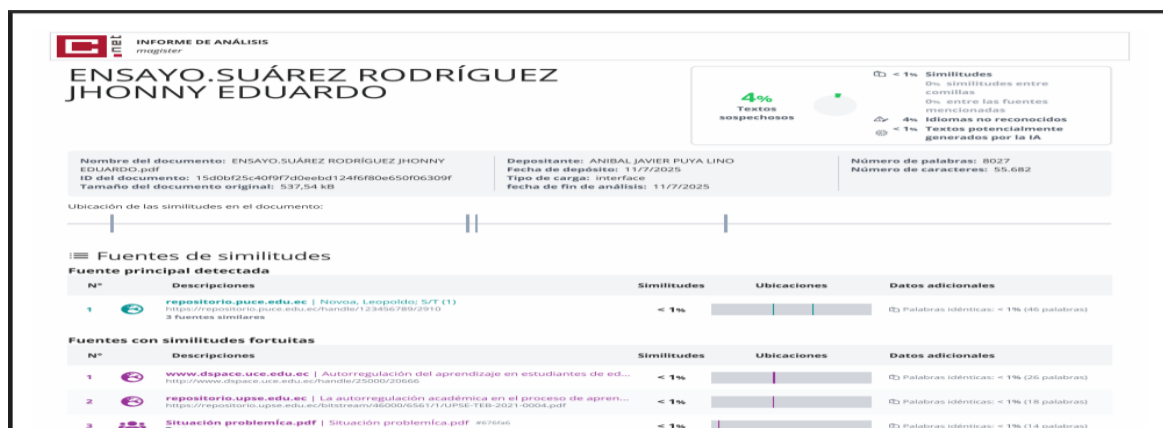 C
.net
INFORME DE ANÁLISIS
magister
ENSAYO.SUÁREZ RODRÍGUEZ
JHONNY EDUARDO
4%
Textos
sospechosos
< 1% Similitudes
0% similitudes entre
comillas
0% entre las fuentes
mencionadas
4% Idiomas no reconocidos
< 1% Textos potencialmente
generados por la IA
Nombre del documento: ENSAYO.SUÁREZ RODRÍGUEZ JHONNY
EDUARDO.pdf
ID del documento: 15d0bf25c40f9f7d0eebd124f6f80e650f06309f
Tamaño del documento original: 537,54 kB
Depositante: ANIBAL JAVIER PUYA LINO
Fecha de depósito: 11/7/2025
Tipo de carga: interface
fecha de fin de análisis: 11/7/2025
Número de palabras: 8027
Número de caracteres: 55.682
Ubicación de las similitudes en el documento:
Fuentes de similitudes
Fuente principal detectada
N° Descripciones Similitudes Ubicaciones Datos adicionales
1 repositorio.puce.edu.ec | Novoa, Leopoldo; S/T (1)
https://repositorio.puce.edu.ec/handle/123456789/2910
3 fuentes similares
< 1% Palabras idénticas: < 1% (46 palabras)
Fuentes con similitudes fortuitas
N° Descripciones Similitudes Ubicaciones Datos adicionales
1 www.dspace.uce.edu.ec | Autorregulación del aprendizaje en estudiantes de ed...
http://www.dspace.uce.edu.ec/handle/25000/20666
< 1% Palabras idénticas: < 1% (26 palabras)
2 repositorio.upse.edu.ec | La autorregulación académica en el proceso de apren...
https://repositorio.upse.edu.ec/bitstream/46000/6561/1/UPSE-TEB-2021-0004.pdf
< 1% Palabras idénticas: < 1% (18 palabras)
3 Situación problemíca.pdf | Situación problemíca.pdf #676fa6
< 1% Palabras idénticas: < 1% (14 palabras)